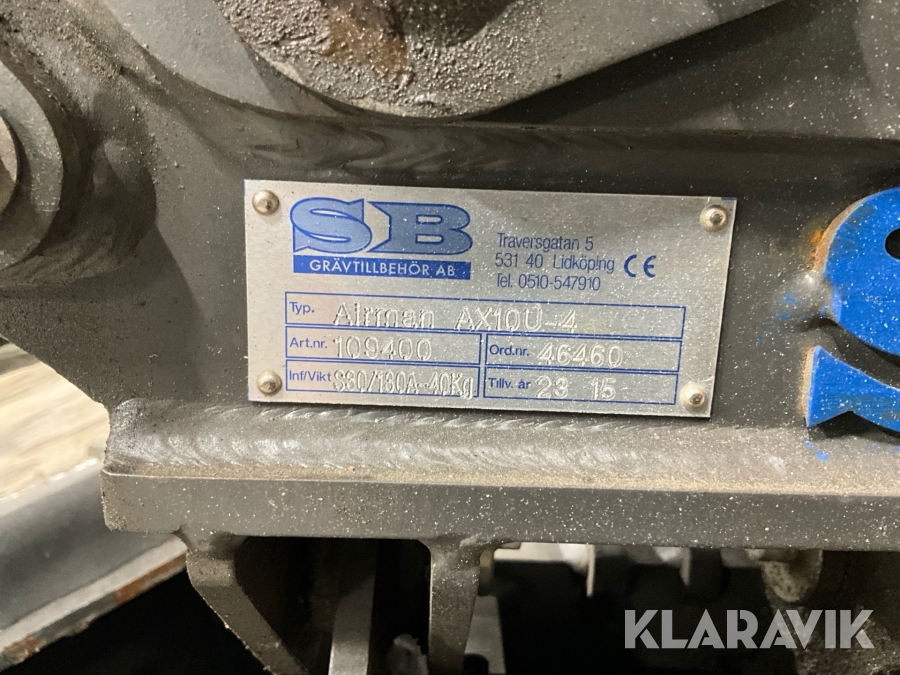 SB
GRÄVTILLBEHÖR AB
Traversgatan 5
531 40 Lidköping
Tel. 0510-547910
CE
Typ. Airman AX10U-4
Art.nr. 109400
Ord.nr. 46460
Inf/Vikt S30/180A-40Kg
Tillv. år 23 15
KLARAVIK